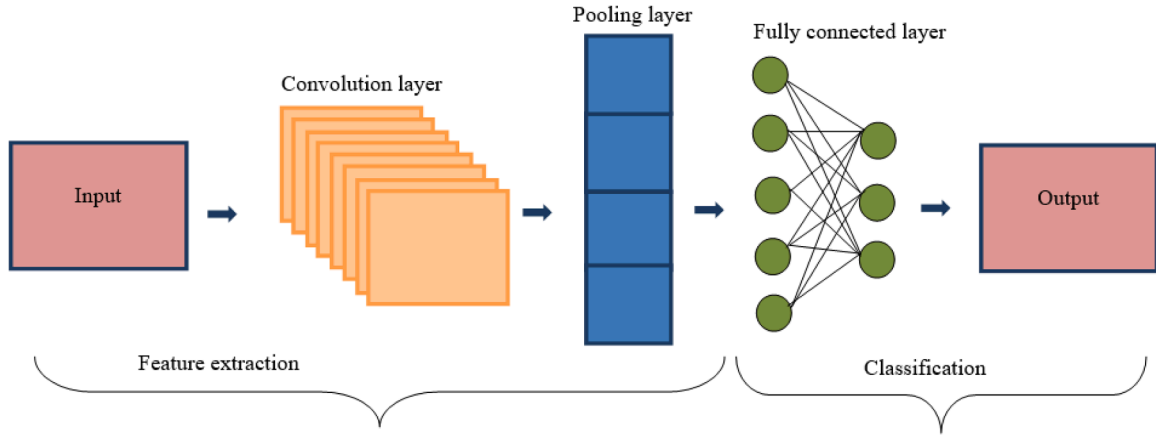 Pooling layer
Fully connected layer
Convolution layer
Input
Output
Feature extraction
Classification